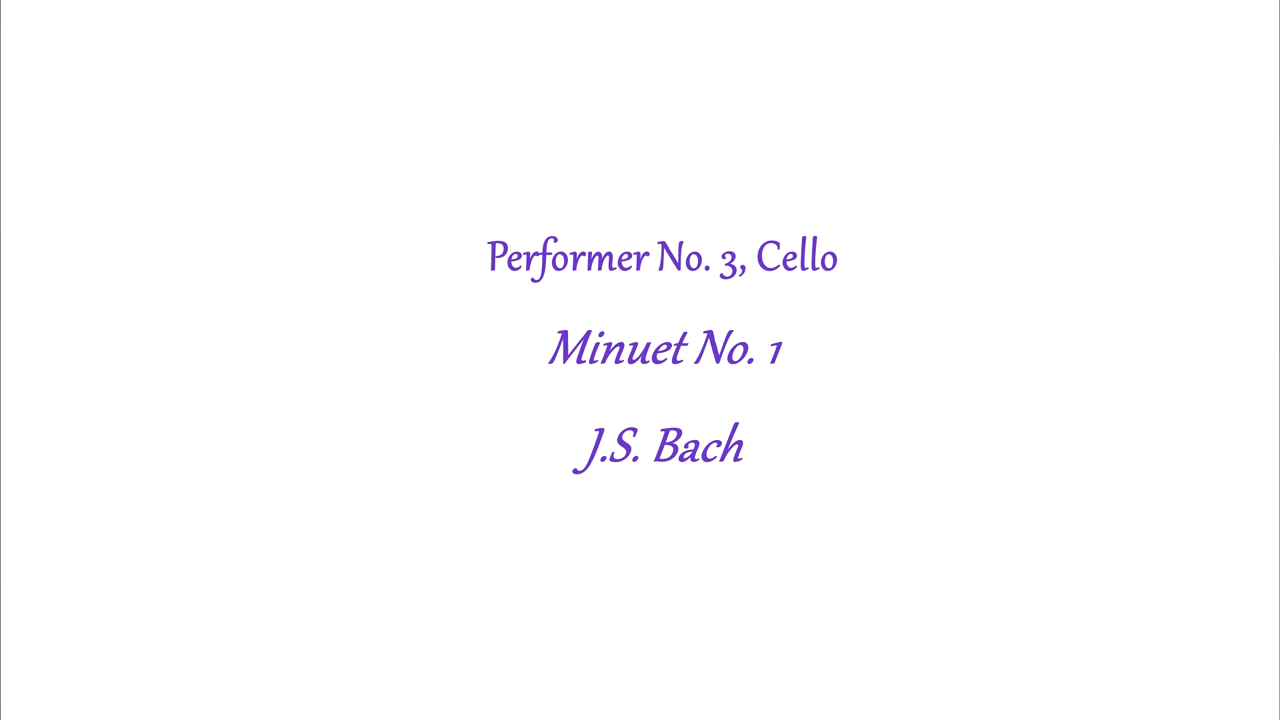 Performer No. 3, Cello
Minuet No. 1
J.S. Bach